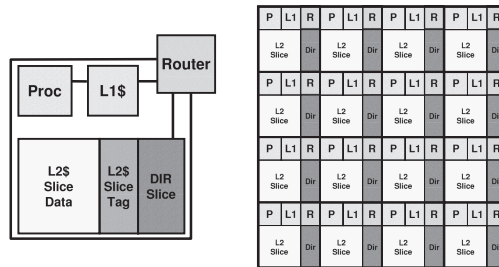 Router
Proc
L1$
L2$
Slice
Data
L2$
Slice
Tag
DIR
Slice
P L1 R P L1 R P L1 R P L1 R
L2
Slice
Dir
L2
Slice
Dir
L2
Slice
Dir
L2
Slice
P L1 R P L1 R P L1 R P L1 R
L2
Slice
Dir
L2
Slice
Dir
L2
Slice
Dir
L2
Slice
P L1 R P L1 R P L1 R P L1 R
L2
Slice
Dir
L2
Slice
Dir
L2
Slice
Dir
L2
Slice
P L1 R P L1 R P L1 R P L1 R
L2
Slice
Dir
L2
Slice
Dir
L2
Slice
Dir
L2
Slice